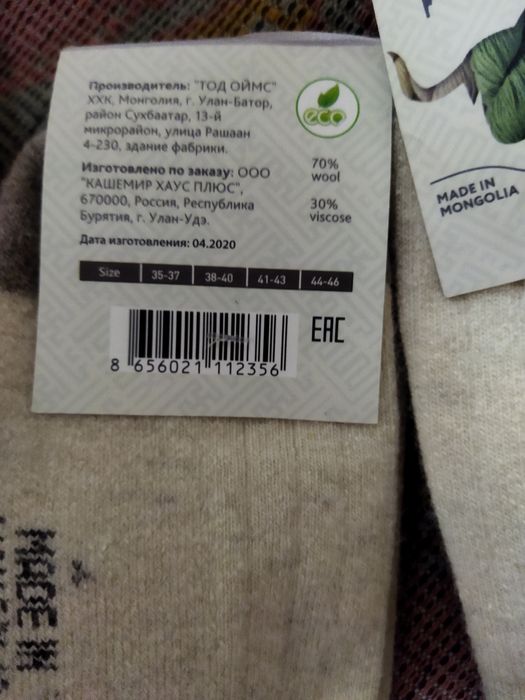 Производитель: "ТОД ОЙМС"
ХХК, Монголия, г. Улан-Батор,
район Сухбаатар, 13-й
микрорайон, улица Рашаан
4-230, здание фабрики.
eco
Изготовлено по заказу: ООО
"КАШЕМИР ХАУС ПЛЮС",
670000, Россия, Республика
Бурятия, г. Улан-Удэ.
70%
wool
30%
viscose
Дата изготовления: 04.2020
Size 35-37 38-40 41-43 44-46
8 656021 112356
EAC
MADE IN
MONGOLIA
MADE IN